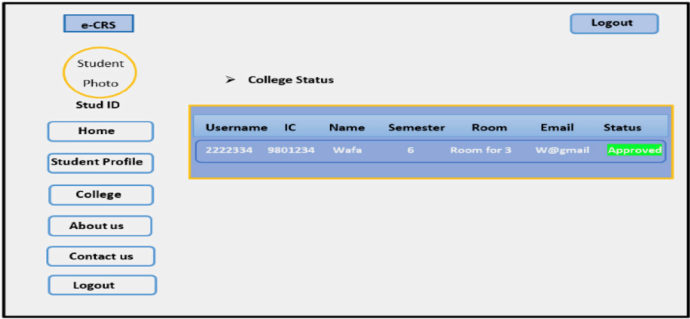 e-CRS
Logout
Student
Photo
Stud ID
Home
Student Profile
College
About us
Contact us
Logout
➢ College Status
Username IC Name Semester Room Email Status
2222334 9801234 Wafa 6 Room for 3 W@gmail Approved